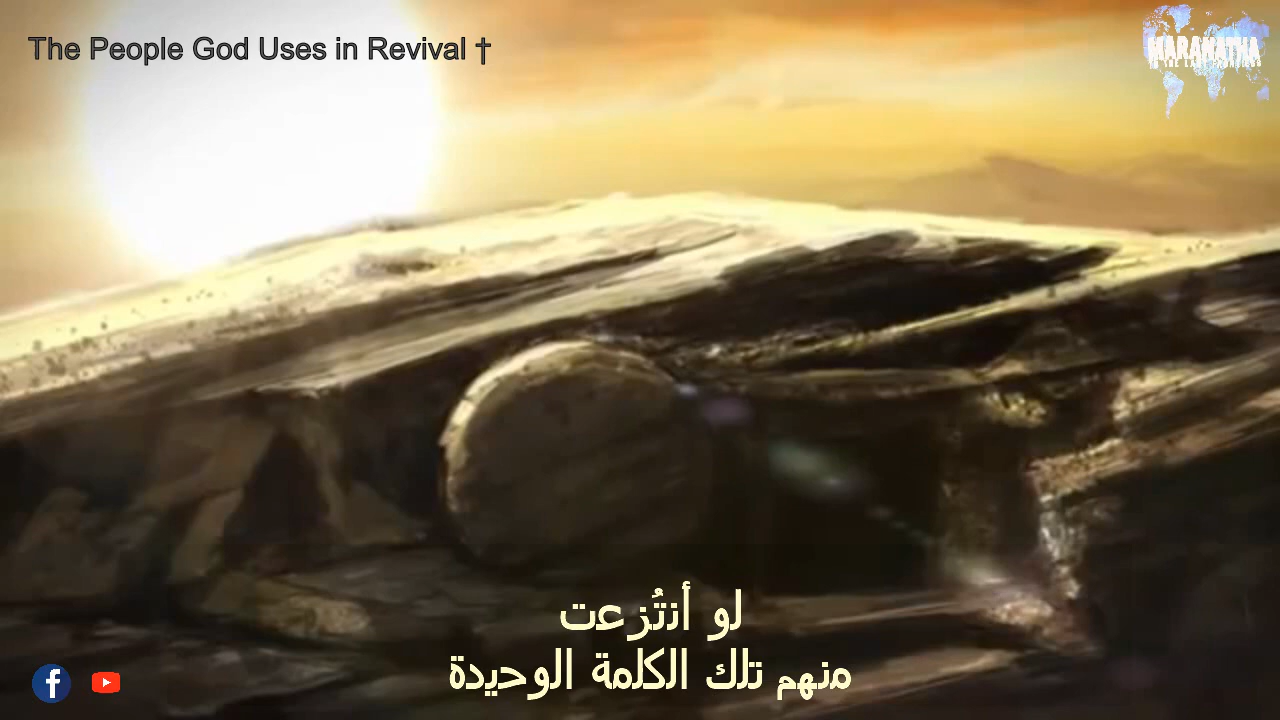 The People God Uses in Revival †
MARANATHA
لو أنتُزعت
منهم تلك الكلمة الوحيدة